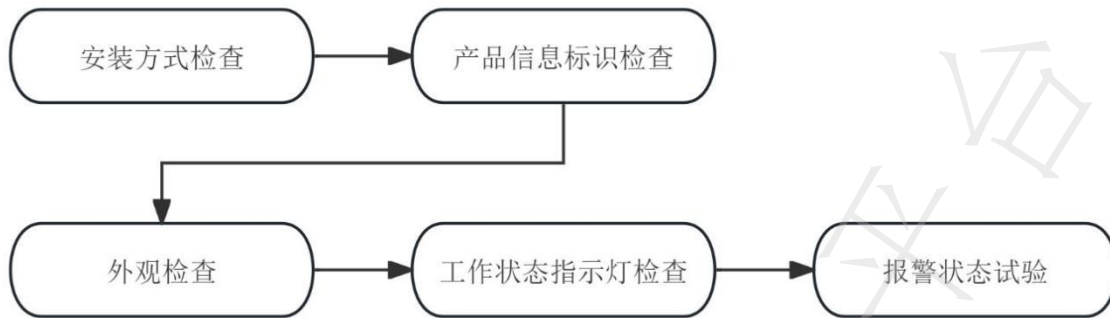 安装方式检查
产品信息标识检查
外观检查
工作状态指示灯检查
报警状态试验